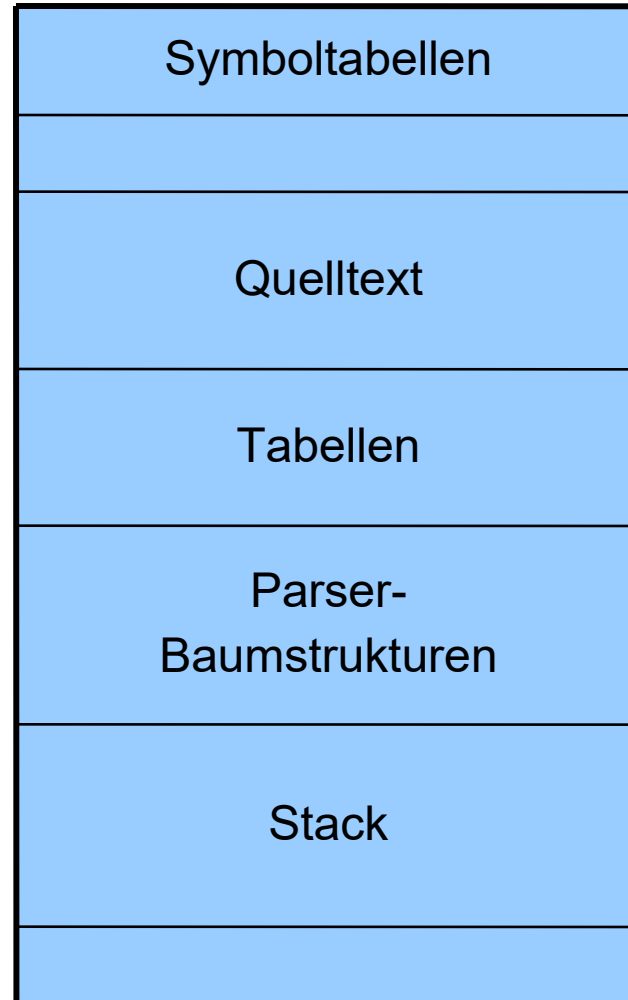 Symboltabellen
Quelltext
Tabellen
Parser-
Baumstrukturen
Stack